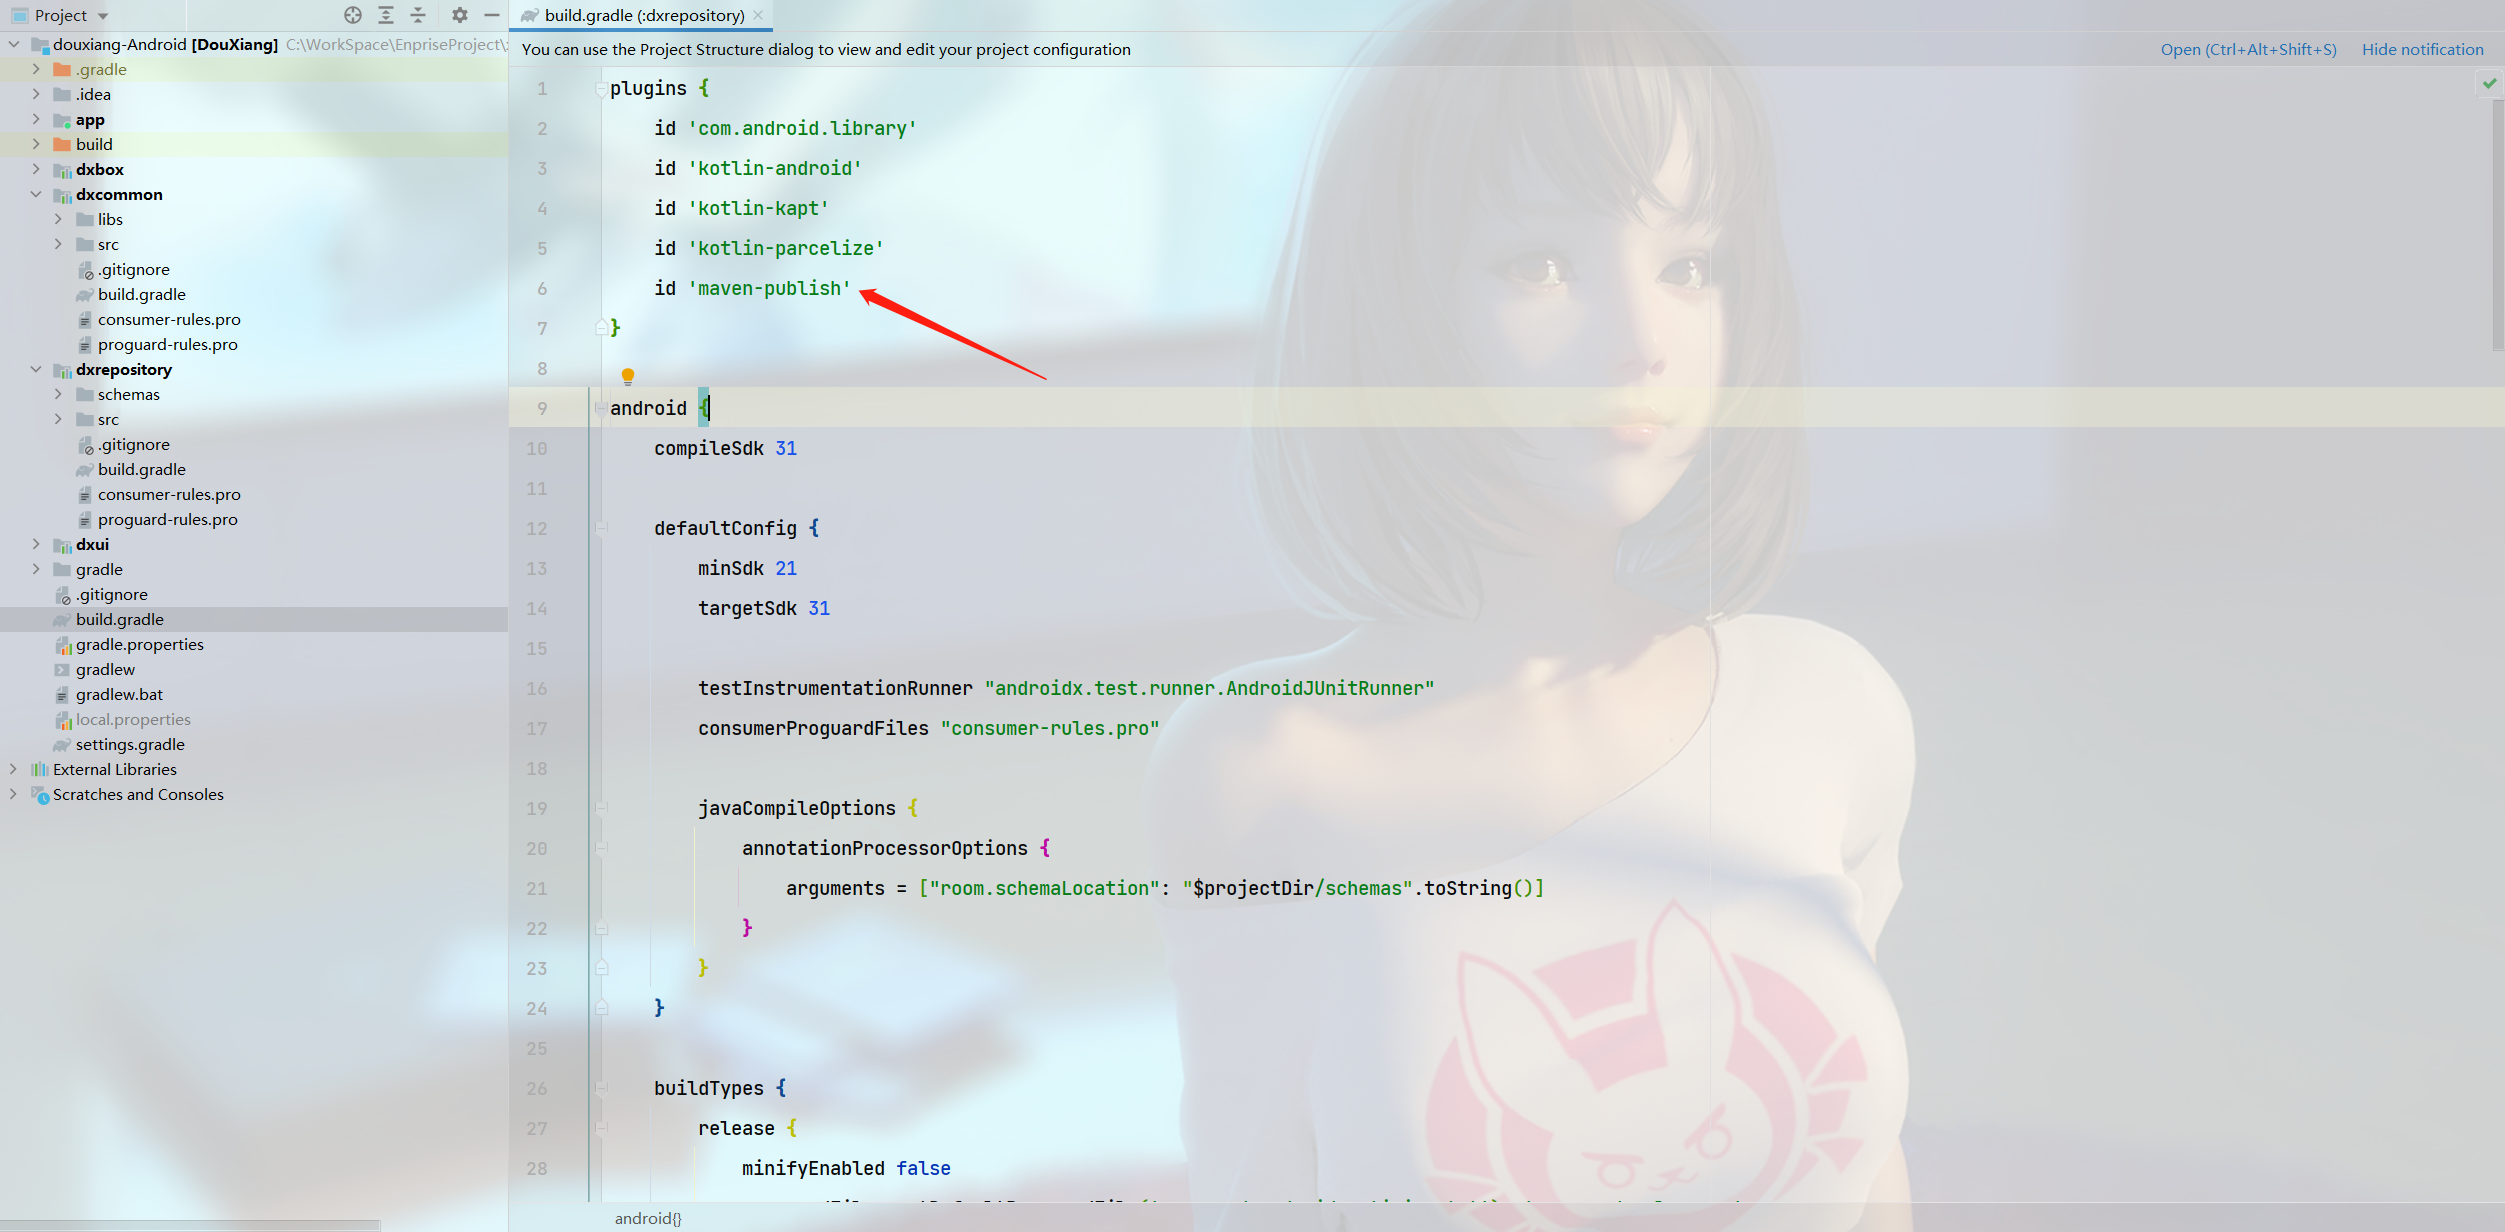 Project
build.gradle (:dxrepository)
douxiang-Android [DouXiang] C:\WorkSpace\EnpriseProject\
You can use the Project Structure dialog to view and edit your project configuration
Open (Ctrl+Alt+Shift+S) Hide notification
.gradle
.idea
app
build
dxbox
dxcommon
libs
src
.gitignore
build.gradle
consumer-rules.pro
proguard-rules.pro
dxrepository
schemas
src
.gitignore
build.gradle
consumer-rules.pro
proguard-rules.pro
dxui
gradle
.gitignore
build.gradle
gradle.properties
gradlew
gradlew.bat
local.properties
settings.gradle
External Libraries
Scratches and Consoles
1 plugins {
2 id 'com.android.library'
3 id 'kotlin-android'
4 id 'kotlin-kapt'
5 id 'kotlin-parcelize'
6 id 'maven-publish'
7 }
8
9 android {
10 compileSdk 31
11
12 defaultConfig {
13 minSdk 21
14 targetSdk 31
15
16 testInstrumentationRunner "androidx.test.runner.AndroidJUnitRunner"
17 consumerProguardFiles "consumer-rules.pro"
18
19 javaCompileOptions {
20 annotationProcessorOptions {
21 arguments = ["room.schemaLocation": "$projectDir/schemas".toString()]
22 }
23 }
24 }
25
26 buildTypes {
27 release {
28 minifyEnabled false
android{}